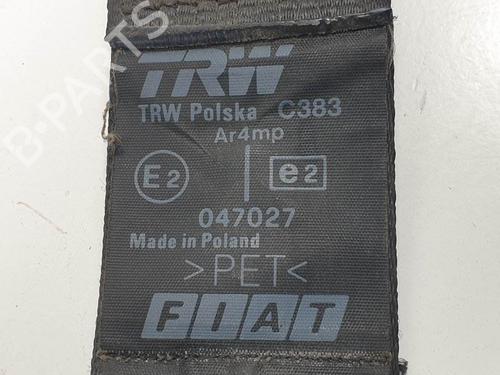 TRW
TRW Polska C383
Ar4mp
E2 e2
047027
Made in Poland
>PET<
FIAT
B-PARTS